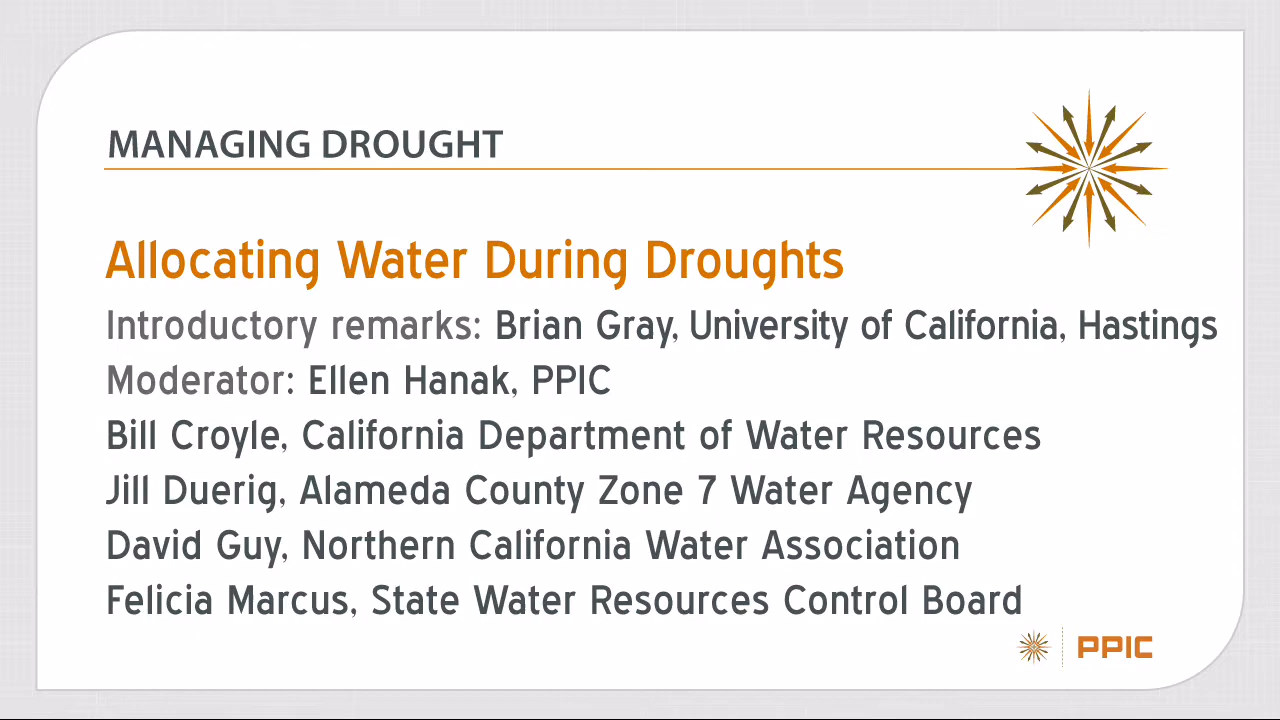 MANAGING DROUGHT
Allocating Water During Droughts
Introductory remarks: Brian Gray, University of California, Hastings
Moderator: Ellen Hanak, PPIC
Bill Croyle, California Department of Water Resources
Jill Duerig, Alameda County Zone 7 Water Agency
David Guy, Northern California Water Association
Felicia Marcus, State Water Resources Control Board
PPIC